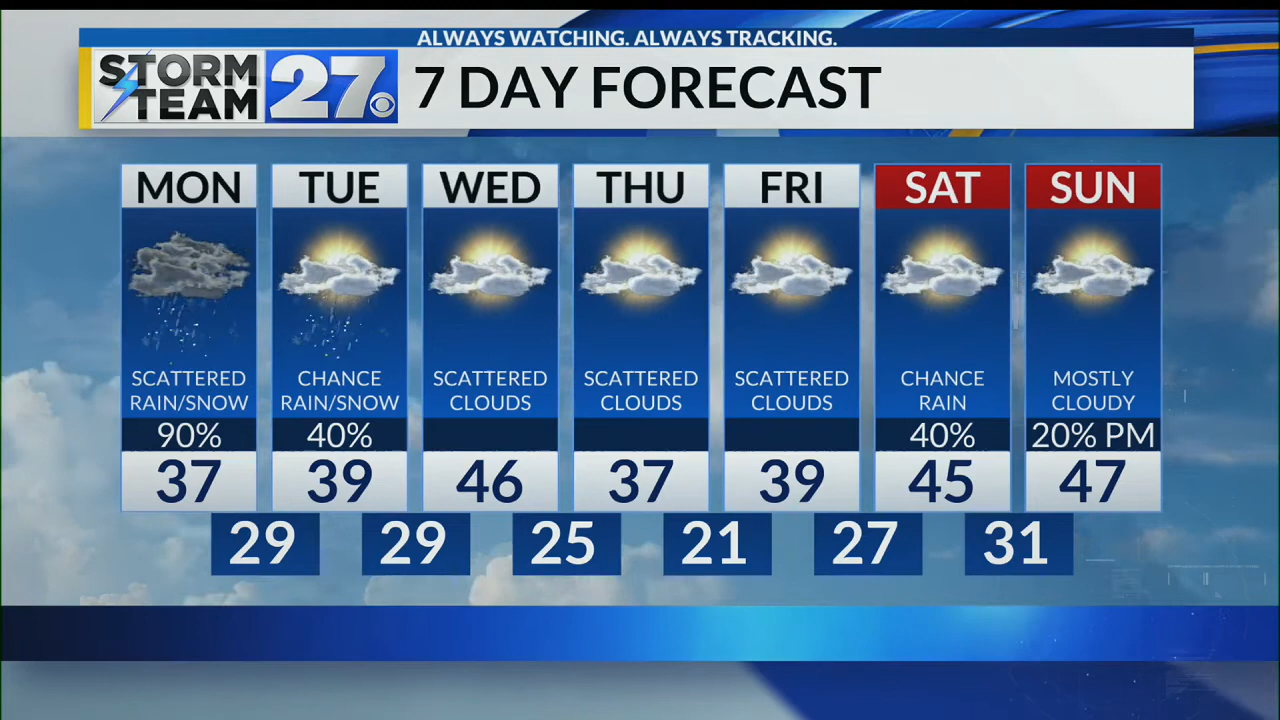 ALWAYS WATCHING. ALWAYS TRACKING.
STORM TEAM 27
7 DAY FORECAST
MON TUE WED THU FRI SAT SUN
SCATTERED CHANCE SCATTERED SCATTERED SCATTERED CHANCE MOSTLY
RAIN/SNOW RAIN/SNOW CLOUDS CLOUDS CLOUDS RAIN CLOUDY
90% 40% 40% 20% PM
37 39 46 37 39 45 47
29 29 25 21 27 31